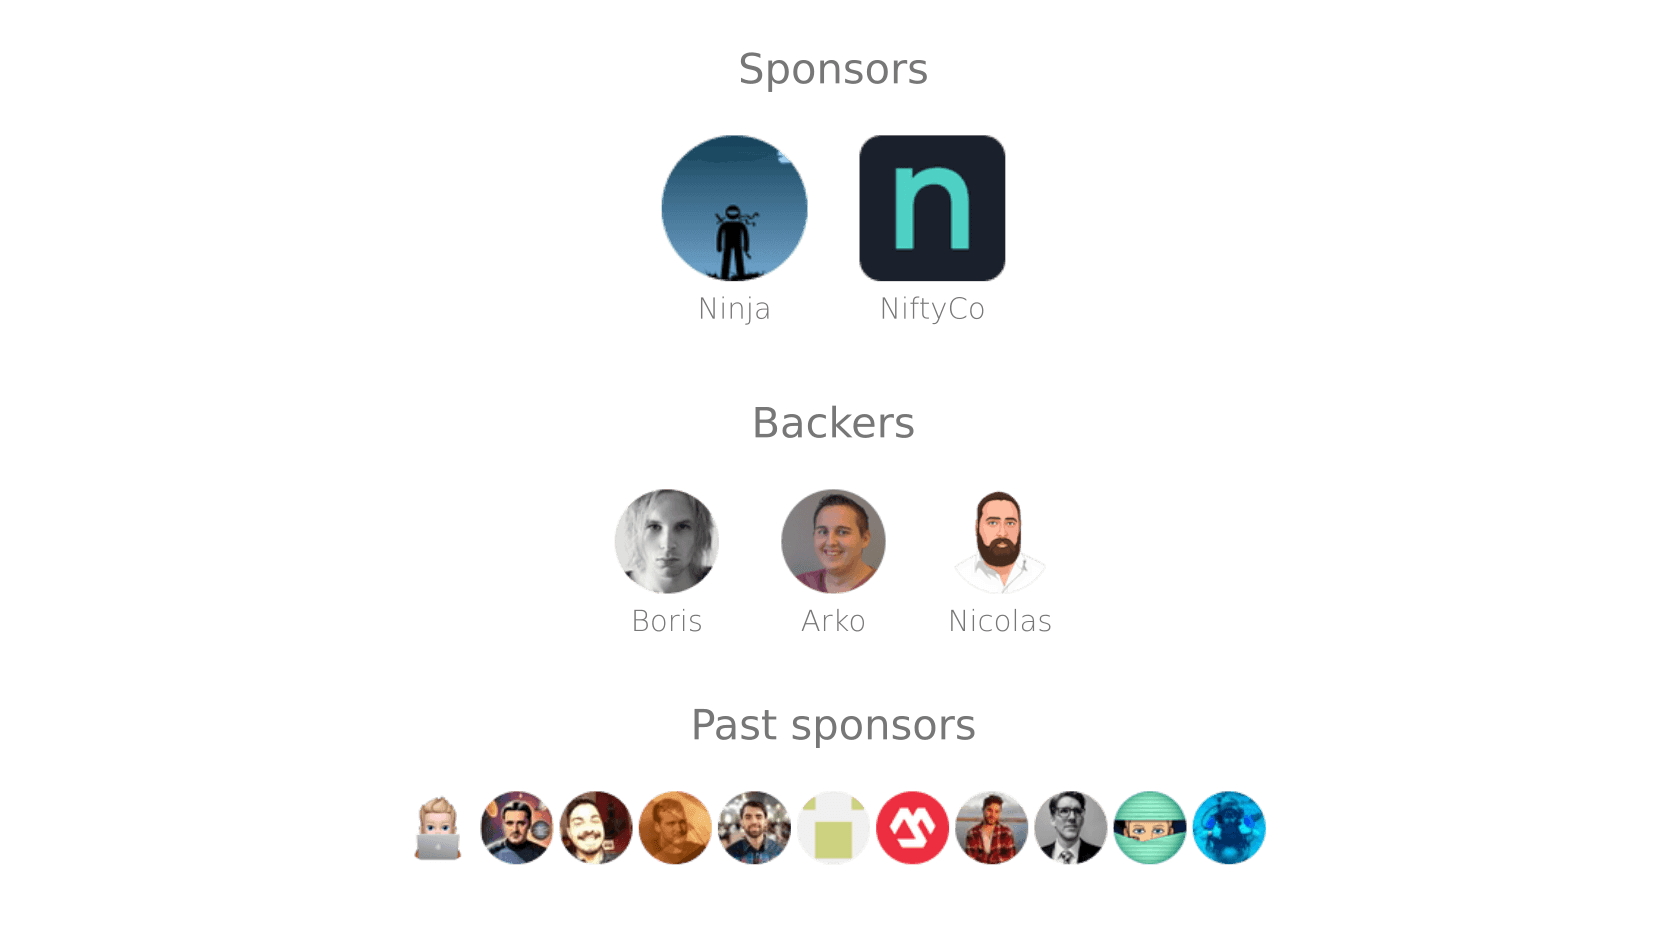 Sponsors
n
Ninja
NiftyCo
Backers
Boris
Arko
Nicolas
Past sponsors